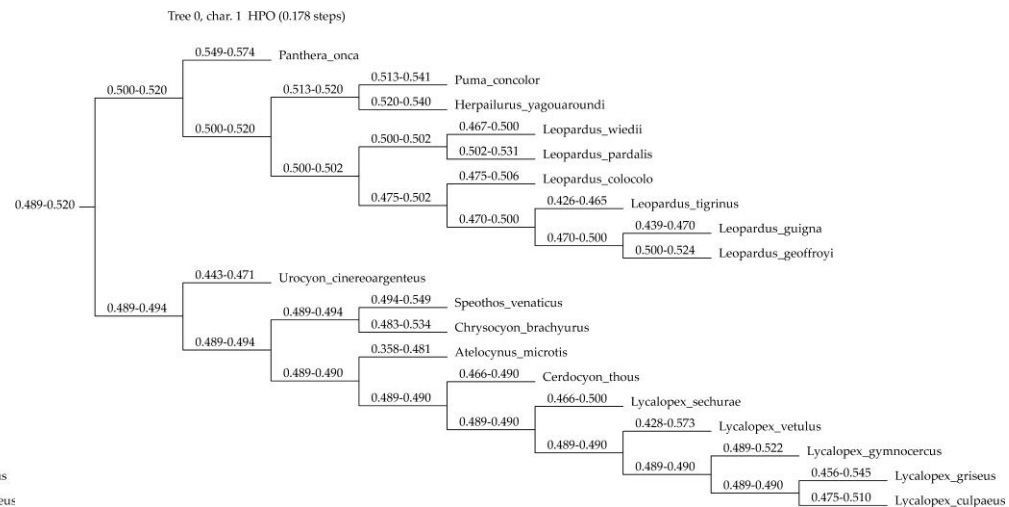 Tree 0, char. 1 HPO (0.178 steps)
0.549-0.574 Panthera_onca
0.513-0.541 Puma_concolor
0.500-0.520
0.513-0.520
0.520-0.540 Herpailurus_yagouaroundi
0.467-0.500 Leopardus_wiedii
0.500-0.520
0.500-0.502
0.502-0.531 Leopardus_pardalis
0.500-0.502
0.475-0.506 Leopardus_colocolo
0.475-0.502
0.426-0.465 Leopardus_tigrinus
0.489-0.520
0.470-0.500
0.439-0.470 Leopardus_guigna
0.470-0.500
0.500-0.524 Leopardus_geoffroyi
0.443-0.471 Urocyon_cinereoargenteus
0.494-0.549 Speothos_venaticus
0.489-0.494
0.489-0.494
0.483-0.534 Chrysocyon_brachyurus
0.489-0.494
0.358-0.481 Atelocynus_microtis
0.489-0.490
0.466-0.490 Cerdocyon_thous
0.489-0.490
0.466-0.500 Lycalopex_sechurae
0.489-0.490
0.428-0.573 Lycalopex_vetulus
0.489-0.490
0.489-0.522 Lycalopex_gymnocercus
0.489-0.490
0.456-0.545 Lycalopex_griseus
0.489-0.490
0.475-0.510 Lycalopex_culpaeus
us
eus